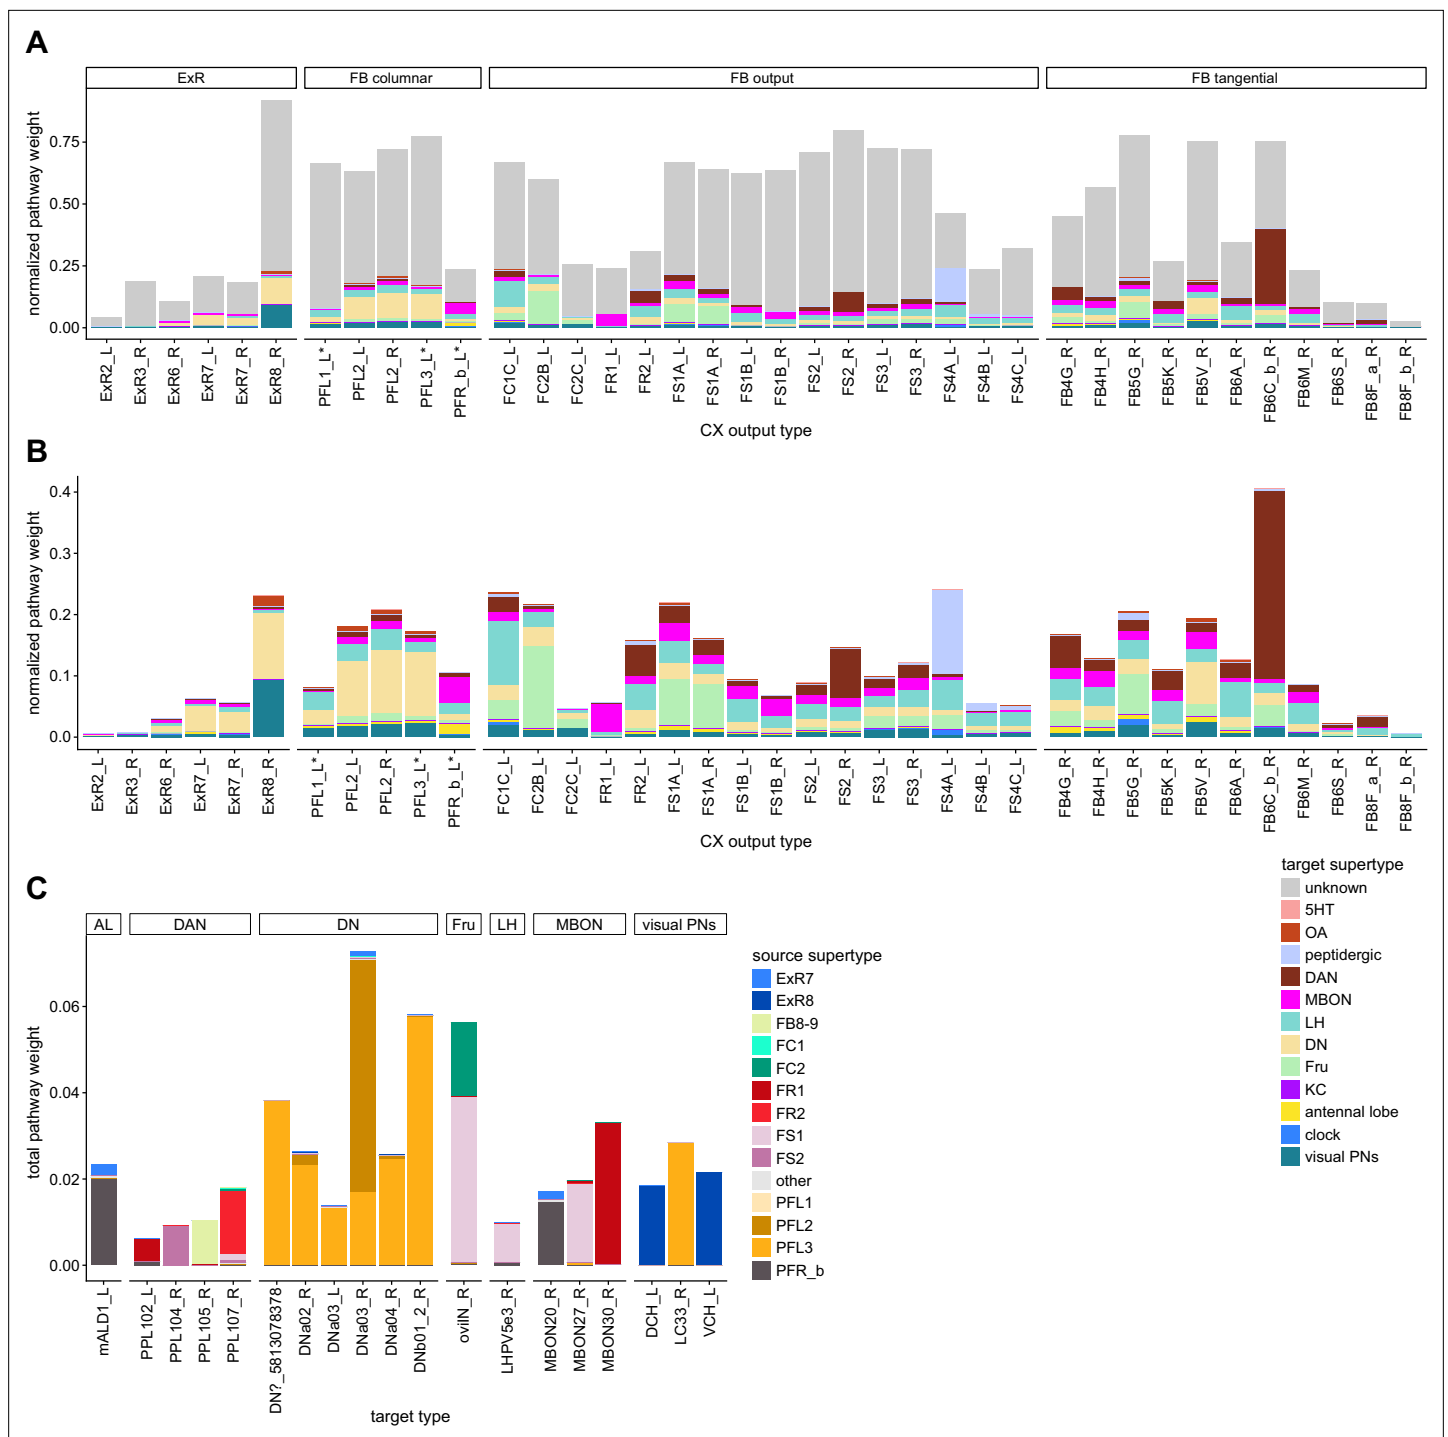 A
ExR
FB columnar
FB output
FB tangential
normalized pathway weight
0.75
0.50
0.25
0.00
ExR2_L
ExR3_R
ExR6_R
ExR7_L
ExR7_R
ExR8_R
PFL1_L*
PFL2_L
PFL2_R
PFL3_L*
PFR_b_L*
FC1C_L
FC2B_L
FC2C_L
FR1_L
FR2_L
FS1A_L
FS1A_R
FS1B_L
FS1B_R
FS2_L
FS2_R
FS3_L
FS3_R
FS4A_L
FS4B_L
FS4C_L
FB4G_R
FB4H_R
FB5G_R
FB5K_R
FB5V_R
FB6A_R
FB6C_b_R
FB6M_R
FB6S_R
FB8F_a_R
FB8F_b_R
CX output type
B
normalized pathway weight
0.4
0.3
0.2
0.1
0.0
ExR2_L
ExR3_R
ExR6_R
ExR7_L
ExR7_R
ExR8_R
PFL1_L*
PFL2_L
PFL2_R
PFL3_L*
PFR_b_L*
FC1C_L
FC2B_L
FC2C_L
FR1_L
FR2_L
FS1A_L
FS1A_R
FS1B_L
FS1B_R
FS2_L
FS2_R
FS3_L
FS3_R
FS4A_L
FS4B_L
FS4C_L
FB4G_R
FB4H_R
FB5G_R
FB5K_R
FB5V_R
FB6A_R
FB6C_b_R
FB6M_R
FB6S_R
FB8F_a_R
FB8F_b_R
CX output type
target supertype
unknown
5HT
OA
peptidergic
DAN
MBON
LH
DN
Fru
KC
antennal lobe
clock
visual PNs
C
AL
DAN
DN
Fru
LH
MBON
visual PNs
total pathway weight
0.06
0.04
0.02
0.00
mALD1_L
PPL102_L
PPL104_R
PPL105_R
PPL107_R
DN?_5813078378
DNa02_R
DNa03_L
DNa03_R
DNa04_R
DNb01_2_R
oviIN_R
LHPV5e3_R
MBON20_R
MBON27_R
MBON30_R
DCH_L
LC33_R
VCH_L
target type
source supertype
ExR7
ExR8
FB8-9
FC1
FC2
FR1
FR2
FS1
FS2
other
PFL1
PFL2
PFL3
PFR_b